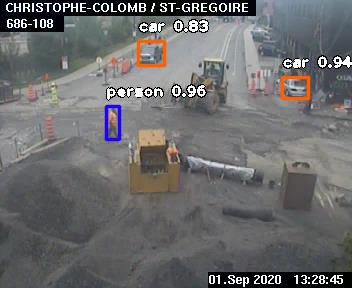 CHRISTOPHE-COLOMB / ST-GREGOIRE
686-108
car 0.83
car 0.94
person 0.96
01.Sep 2020 13:28:45